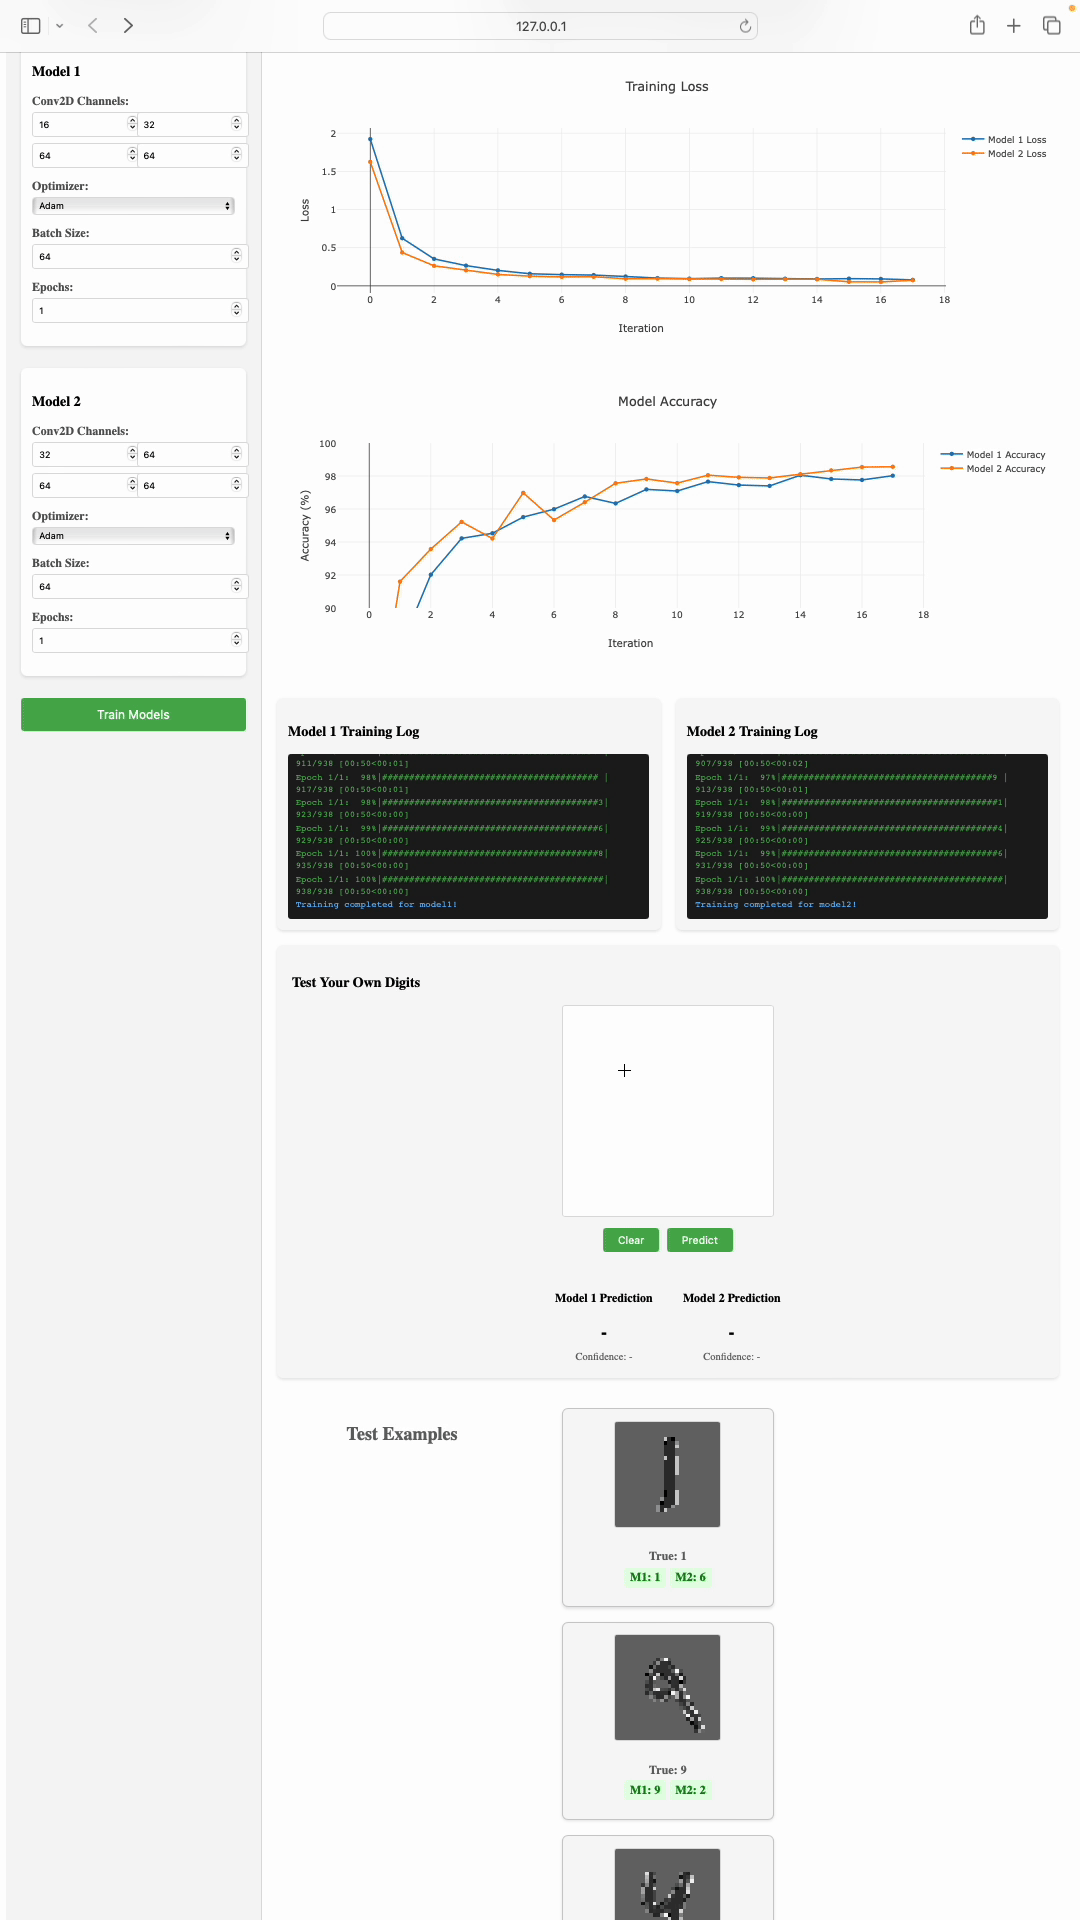 127.0.0.1
Model 1
Conv2D Channels:
16 32
64 64
Optimizer:
Adam
Batch Size:
64
Epochs:
1
Model 2
Conv2D Channels:
32 64
64 64
Optimizer:
Adam
Batch Size:
64
Epochs:
1
Train Models
Training Loss
2
1.5
1
0.5
0
Loss
0 2 4 6 8 10 12 14 16 18
Iteration
Model 1 Loss
Model 2 Loss
Model Accuracy
100
98
96
94
92
90
Accuracy (%)
0 2 4 6 8 10 12 14 16 18
Iteration
Model 1 Accuracy
Model 2 Accuracy
Model 1 Training Log
911/938 [00:50<00:01]
Epoch 1/1:  98%|######################################## |
917/938 [00:50<00:01]
Epoch 1/1:  98%|########################################3|
923/938 [00:50<00:00]
Epoch 1/1:  99%|########################################6|
929/938 [00:50<00:00]
Epoch 1/1: 100%|########################################8|
935/938 [00:50<00:00]
Epoch 1/1: 100%|#########################################|
938/938 [00:50<00:00]
Training completed for model1!
Model 2 Training Log
907/938 [00:50<00:02]
Epoch 1/1:  97%|#######################################9 |
913/938 [00:50<00:01]
Epoch 1/1:  98%|########################################1|
919/938 [00:50<00:00]
Epoch 1/1:  99%|########################################4|
925/938 [00:50<00:00]
Epoch 1/1:  99%|########################################6|
931/938 [00:50<00:00]
Epoch 1/1: 100%|#########################################|
938/938 [00:50<00:00]
Training completed for model2!
Test Your Own Digits
Clear Predict
Model 1 Prediction
-
Confidence: -
Model 2 Prediction
-
Confidence: -
Test Examples
True: 1
M1: 1 M2: 6
True: 9
M1: 9 M2: 2